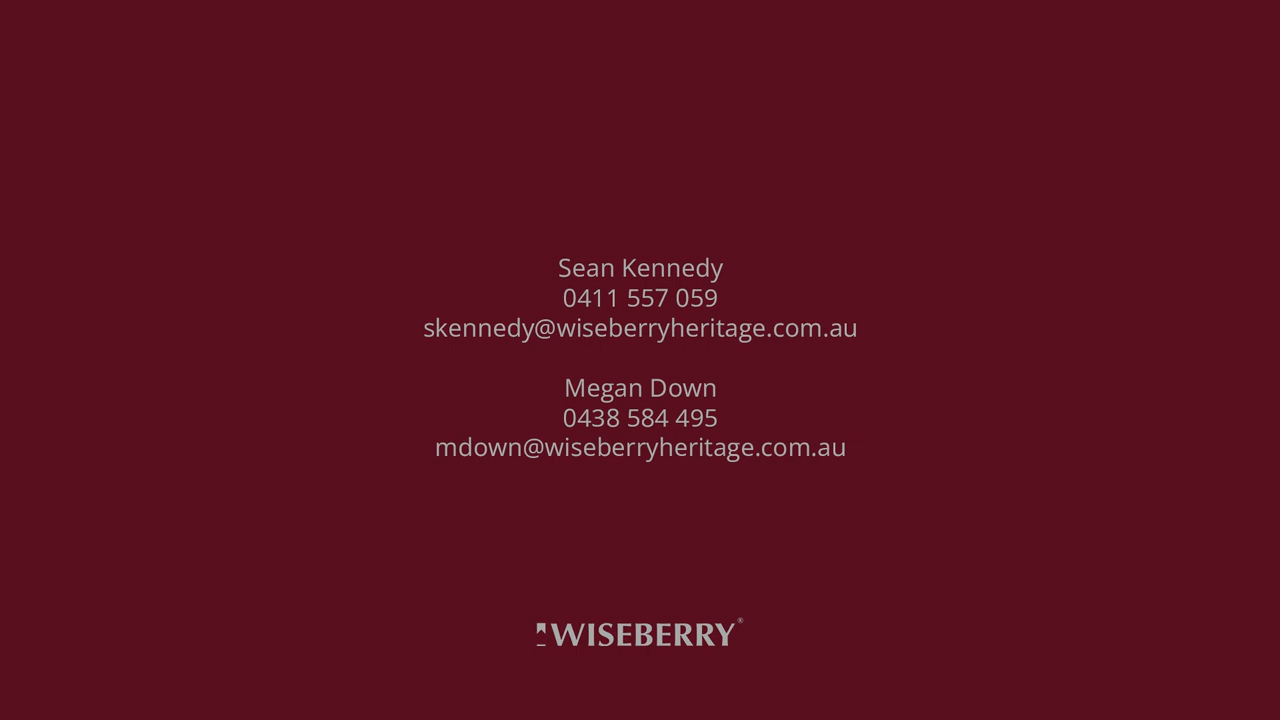 Sean Kennedy
0411 557 059
skennedy@wiseberryheritage.com.au
Megan Down
0438 584 495
mdown@wiseberryheritage.com.au
WISEBERRY®